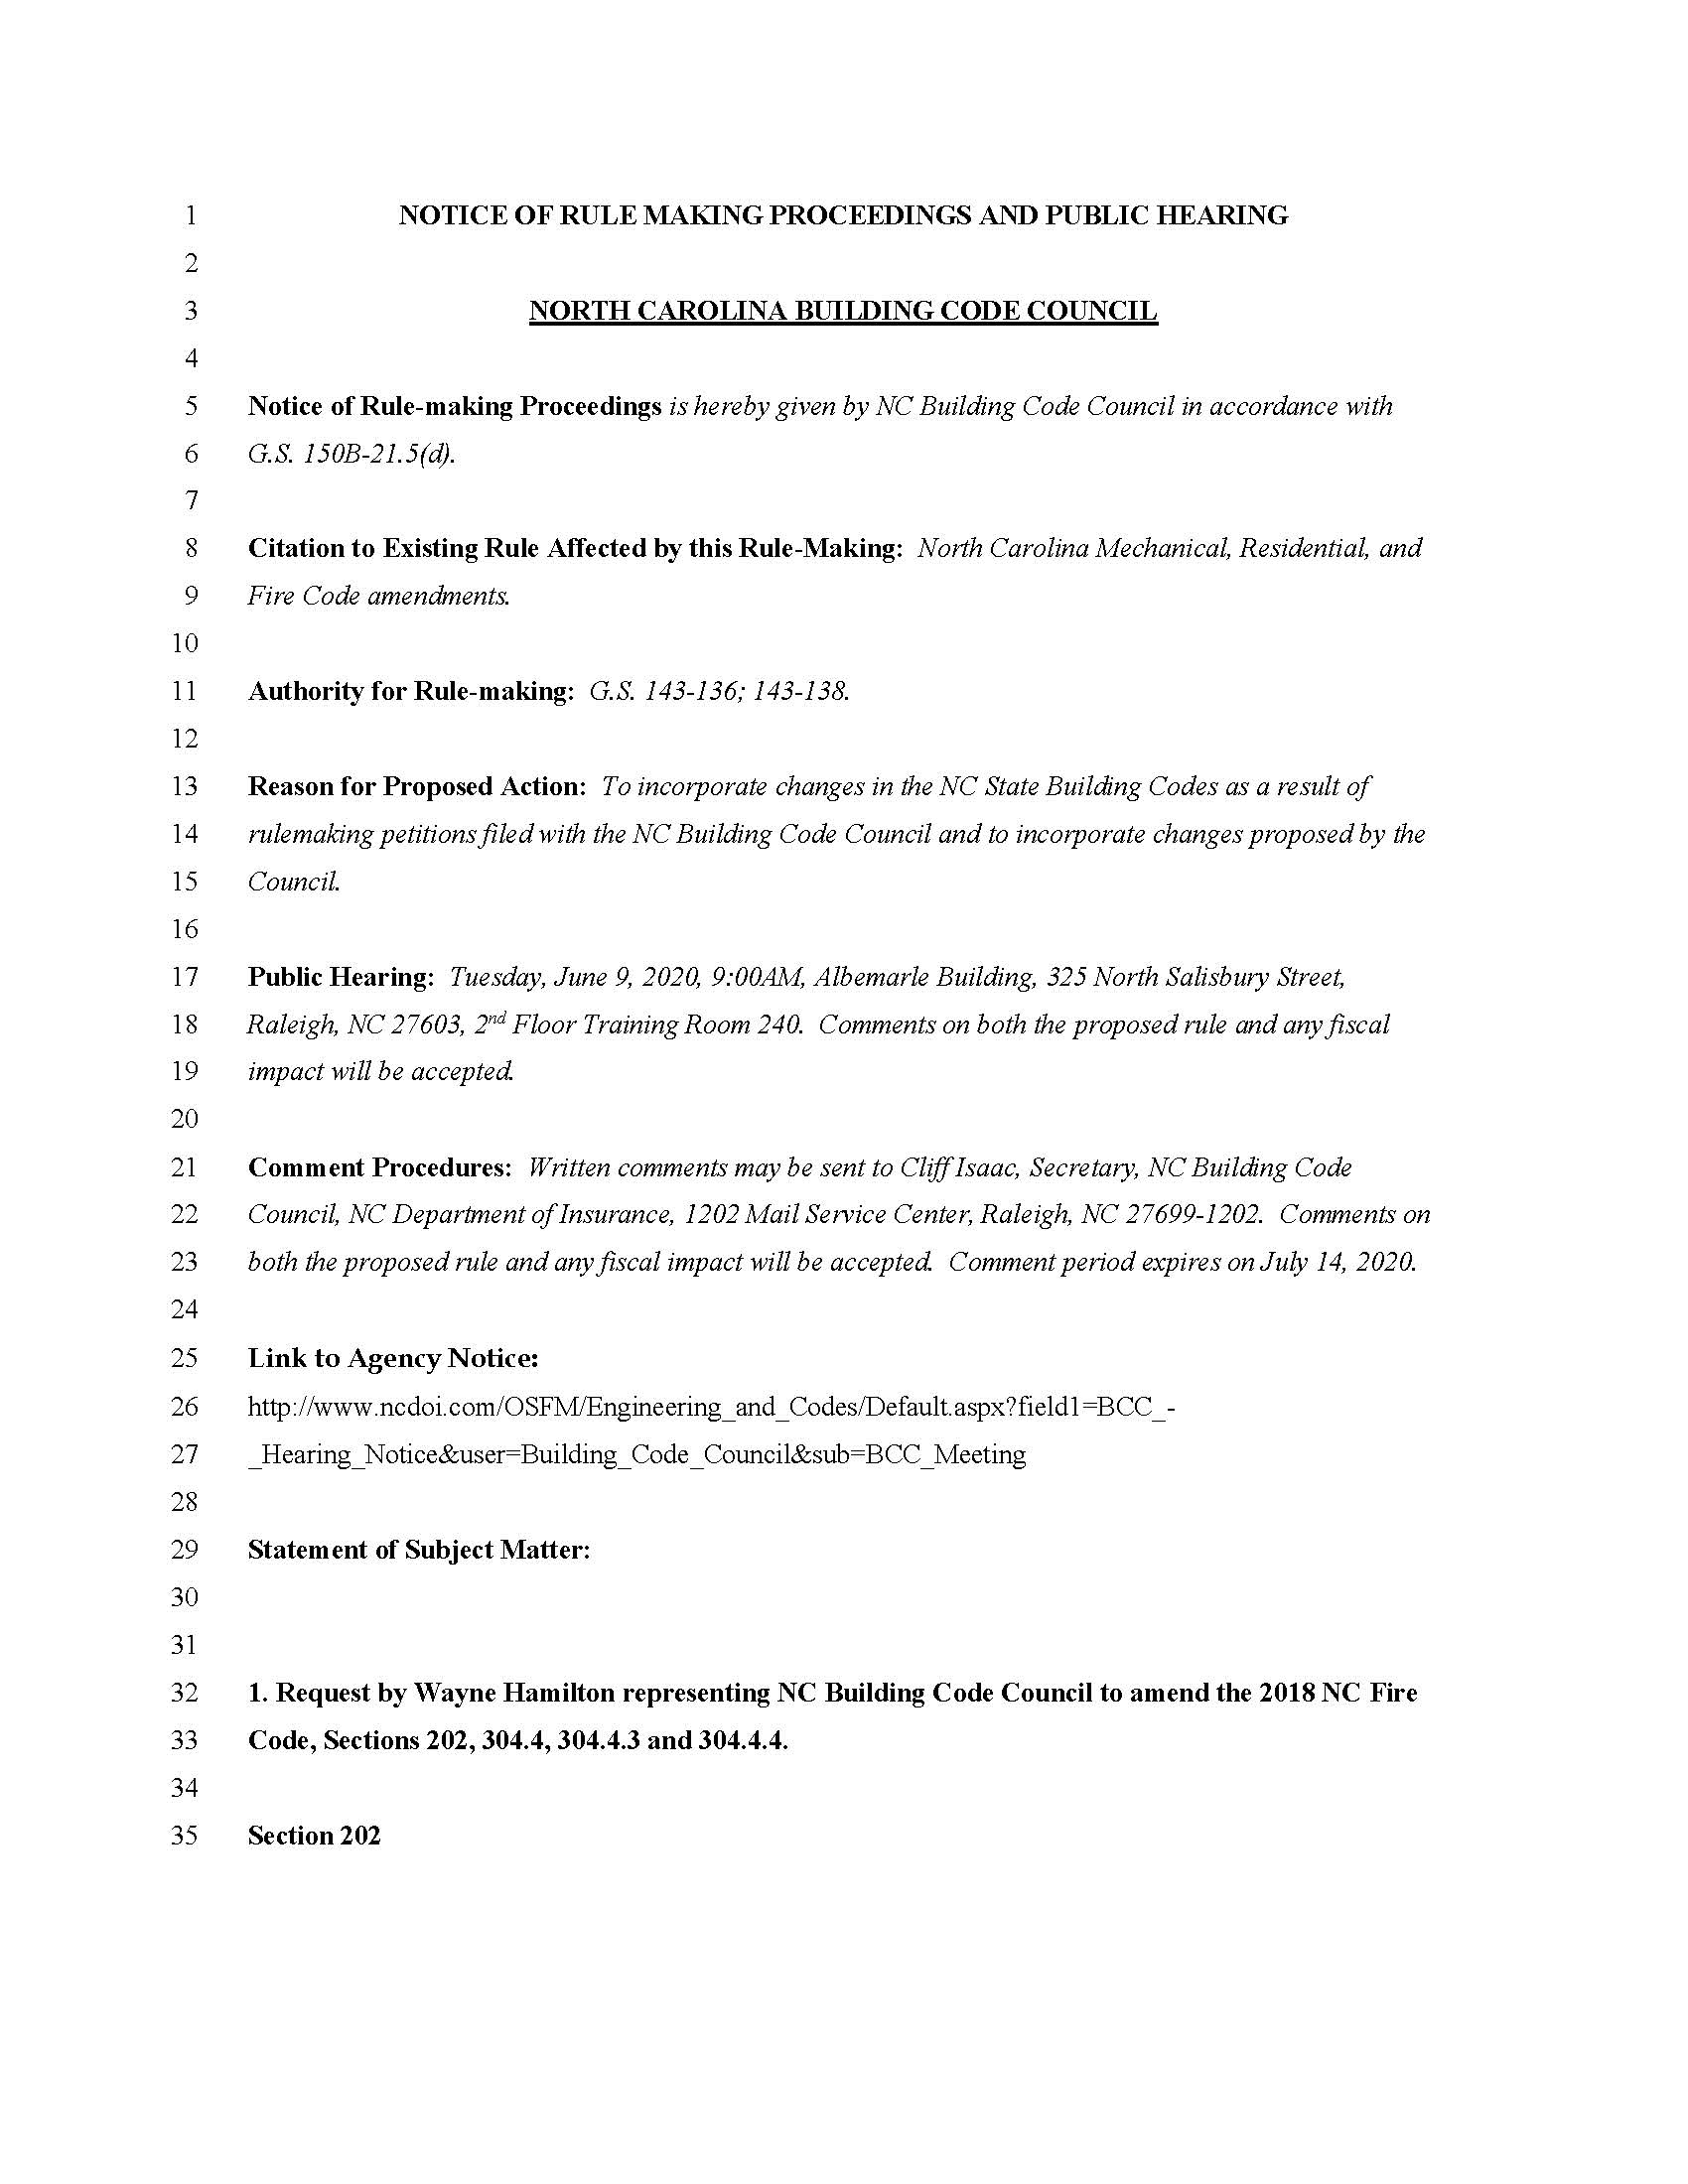 1 NOTICE OF RULE MAKING PROCEEDINGS AND PUBLIC HEARING
2
3 NORTH CAROLINA BUILDING CODE COUNCIL
4
5 Notice of Rule-making Proceedings is hereby given by NC Building Code Council in accordance with
6 G.S. 150B-21.5(d).
7
8 Citation to Existing Rule Affected by this Rule-Making: North Carolina Mechanical, Residential, and
9 Fire Code amendments.
10
11 Authority for Rule-making: G.S. 143-136; 143-138.
12
13 Reason for Proposed Action: To incorporate changes in the NC State Building Codes as a result of
14 rulemaking petitions filed with the NC Building Code Council and to incorporate changes proposed by the
15 Council.
16
17 Public Hearing: Tuesday, June 9, 2020, 9:00AM, Albemarle Building, 325 North Salisbury Street,
18 Raleigh, NC 27603, 2nd Floor Training Room 240. Comments on both the proposed rule and any fiscal
19 impact will be accepted.
20
21 Comment Procedures: Written comments may be sent to Cliff Isaac, Secretary, NC Building Code
22 Council, NC Department of Insurance, 1202 Mail Service Center, Raleigh, NC 27699-1202. Comments on
23 both the proposed rule and any fiscal impact will be accepted. Comment period expires on July 14, 2020.
24
25 Link to Agency Notice:
26 http://www.ncdoi.com/OSFM/Engineering_and_Codes/Default.aspx?field1=BCC_-
27 _Hearing_Notice&user=Building_Code_Council&sub=BCC_Meeting
28
29 Statement of Subject Matter:
30
31
32 1. Request by Wayne Hamilton representing NC Building Code Council to amend the 2018 NC Fire
33 Code, Sections 202, 304.4, 304.4.3 and 304.4.4.
34
35 Section 202